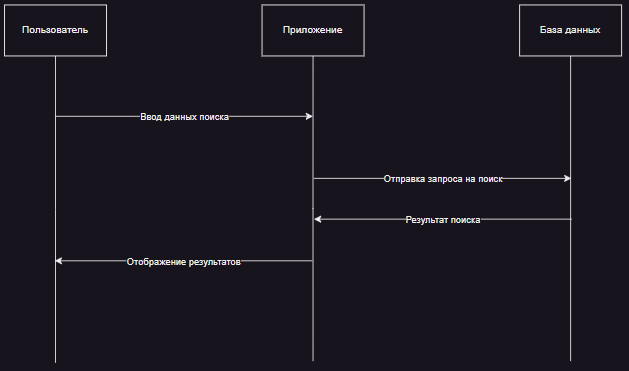 Пользователь
Приложение
База данных
Ввод данных поиска
Отправка запроса на поиск
Результат поиска
Отображение результатов